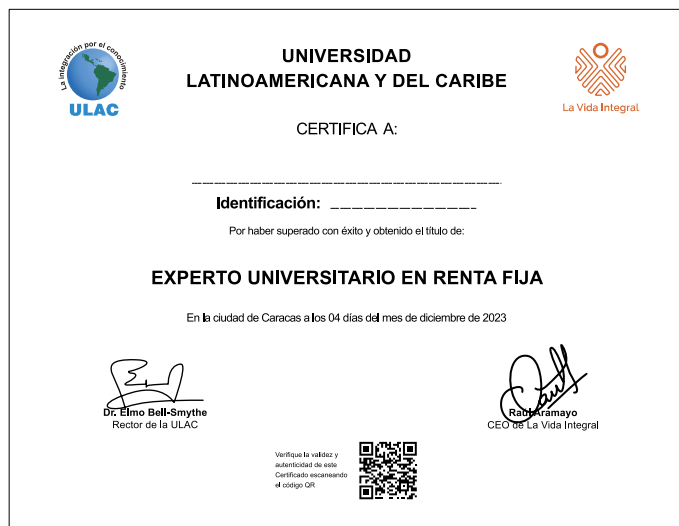 La integración por el conocimiento
ULAC
UNIVERSIDAD
LATINOAMERICANA Y DEL CARIBE
La Vida Integral
CERTIFICA A:
Identificación:
Por haber superado con éxito y obtenido el título de:
EXPERTO UNIVERSITARIO EN RENTA FIJA
En la ciudad de Caracas a los 04 días del mes de diciembre de 2023
Dr. Elmo Bell-Smythe
Rector de la ULAC
Raul Aramayo
CEO de La Vida Integral
Verifique la validez y
autenticidad de este
Certificado escaneando
el código QR